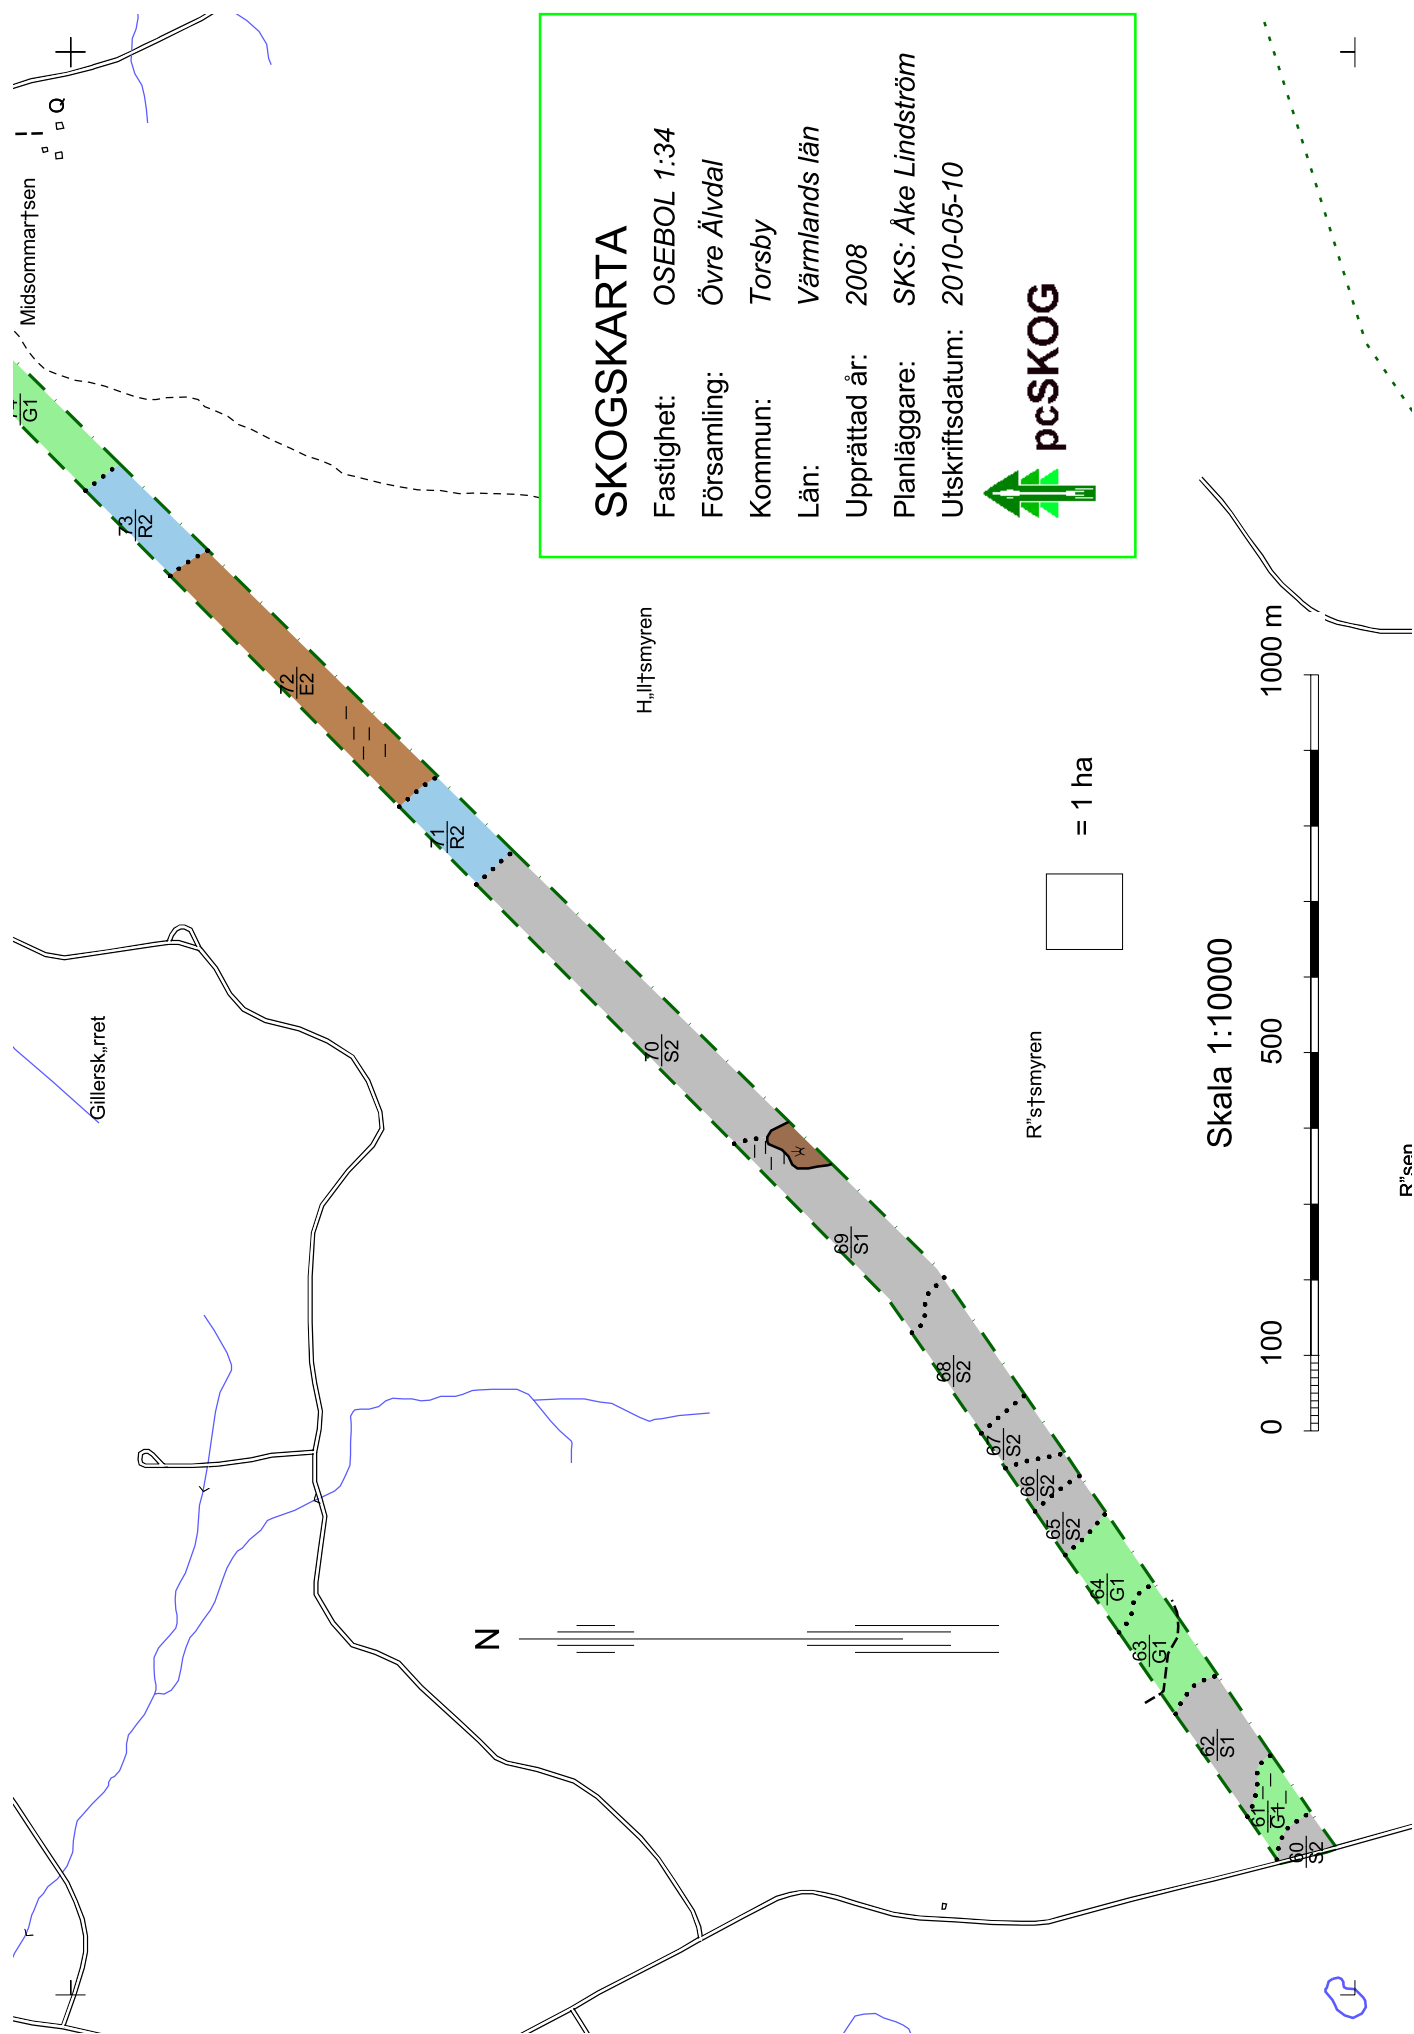 SKOGSKARTA
Fastighet: OSEBOL 1:34
Församling: Övre Älvdal
Kommun: Torsby
Län: Värmlands län
Upprättad år: 2008
Planläggare: SKS: Åke Lindström
Utskriftsdatum: 2010-05-10
pcSKOG
Midsommar†sen
Q
G1
73
R2
72
E2
71
R2
70
S2
69
S1
68
S2
67
S2
66
S2
65
S2
64
G1
63
G1
62
S1
61
G1
60
S2
H„ll†smyren
Gillersk„rret
R”s†smyren
R”sen
N
= 1 ha
Skala 1:10000
0 100 500 1000 m